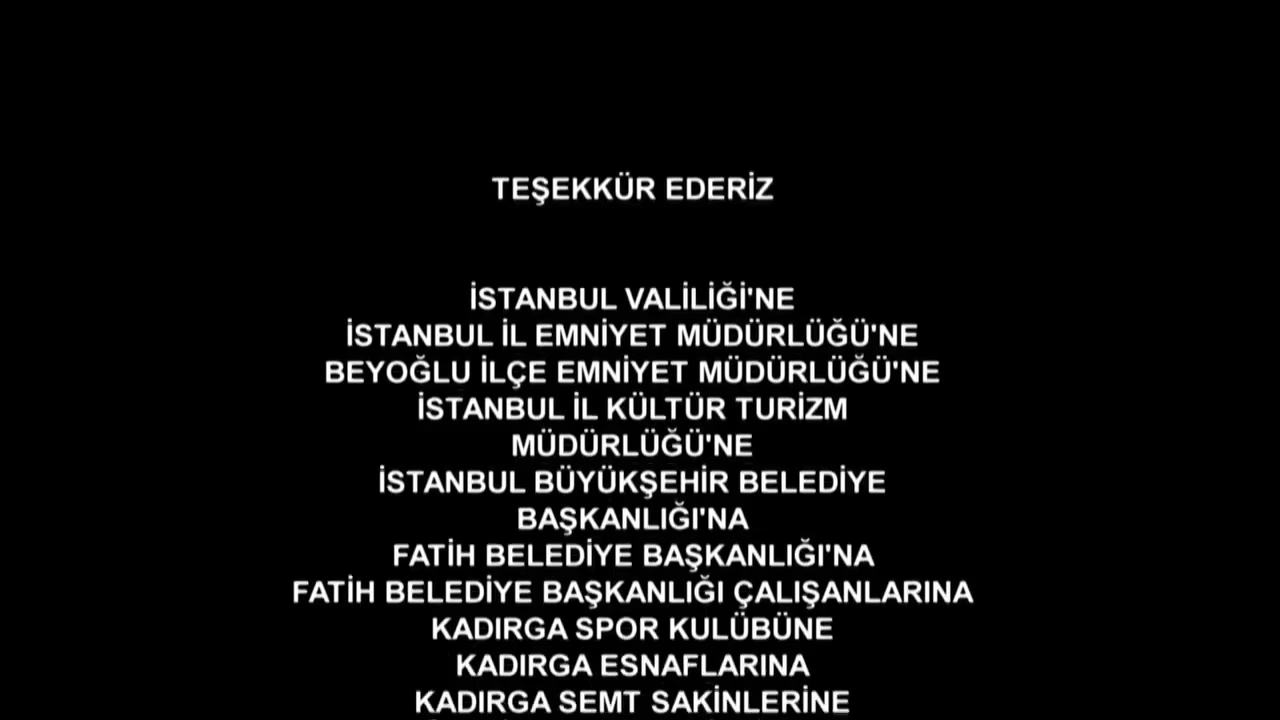 TEŞEKKÜR EDERİZ
İSTANBUL VALİLİĞİ'NE
İSTANBUL İL EMNİYET MÜDÜRLÜĞÜ'NE
BEYOĞLU İLÇE EMNİYET MÜDÜRLÜĞÜ'NE
İSTANBUL İL KÜLTÜR TURİZM
MÜDÜRLÜĞÜ'NE
İSTANBUL BÜYÜKŞEHİR BELEDİYE
BAŞKANLIĞI'NA
FATİH BELEDİYE BAŞKANLIĞI'NA
FATİH BELEDİYE BAŞKANLIĞI ÇALIŞANLARINA
KADIRGA SPOR KULÜBÜNE
KADIRGA ESNAFLARINA
KADIRGA SEMT SAKİNLERİNE